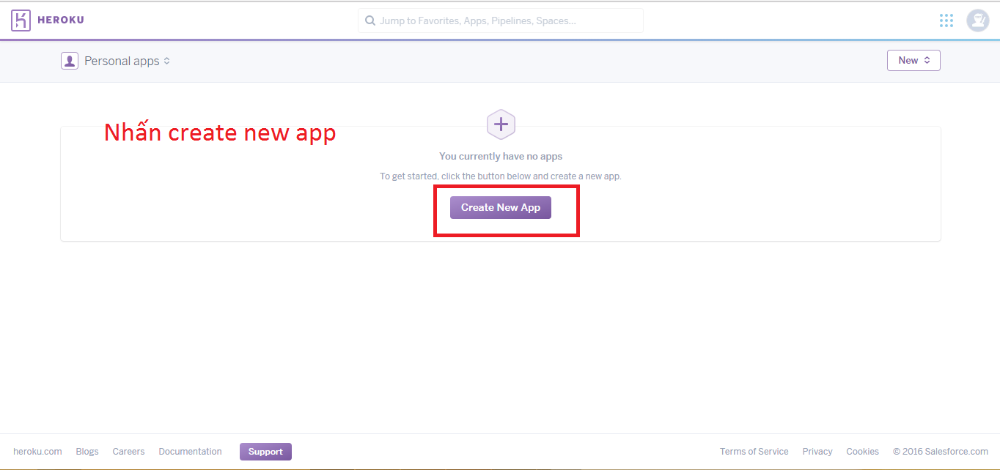 HEROKU
Jump to Favorites, Apps, Pipelines, Spaces...
Personal apps
New
Nhấn create new app
You currently have no apps
To get started, click the button below and create a new app.
Create New App
heroku.com Blogs Careers Documentation Support Terms of Service Privacy Cookies © 2016 Salesforce.com